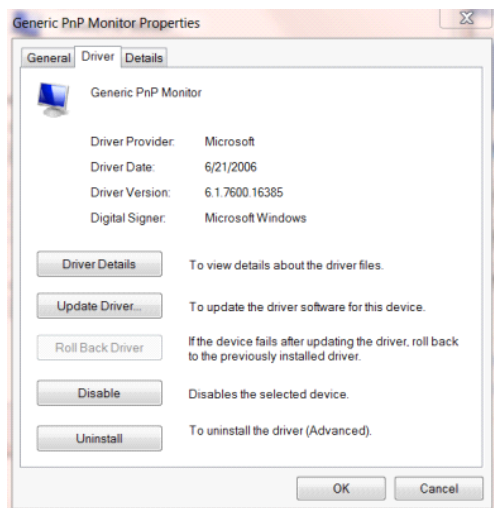 Generic PnP Monitor Properties
General Driver Details
Generic PnP Monitor
Driver Provider: Microsoft
Driver Date: 6/21/2006
Driver Version: 6.1.7600.16385
Digital Signer: Microsoft Windows
Driver Details To view details about the driver files.
Update Driver... To update the driver software for this device.
Roll Back Driver If the device fails after updating the driver, roll back
to the previously installed driver.
Disable Disables the selected device.
Uninstall To uninstall the driver (Advanced).
OK Cancel